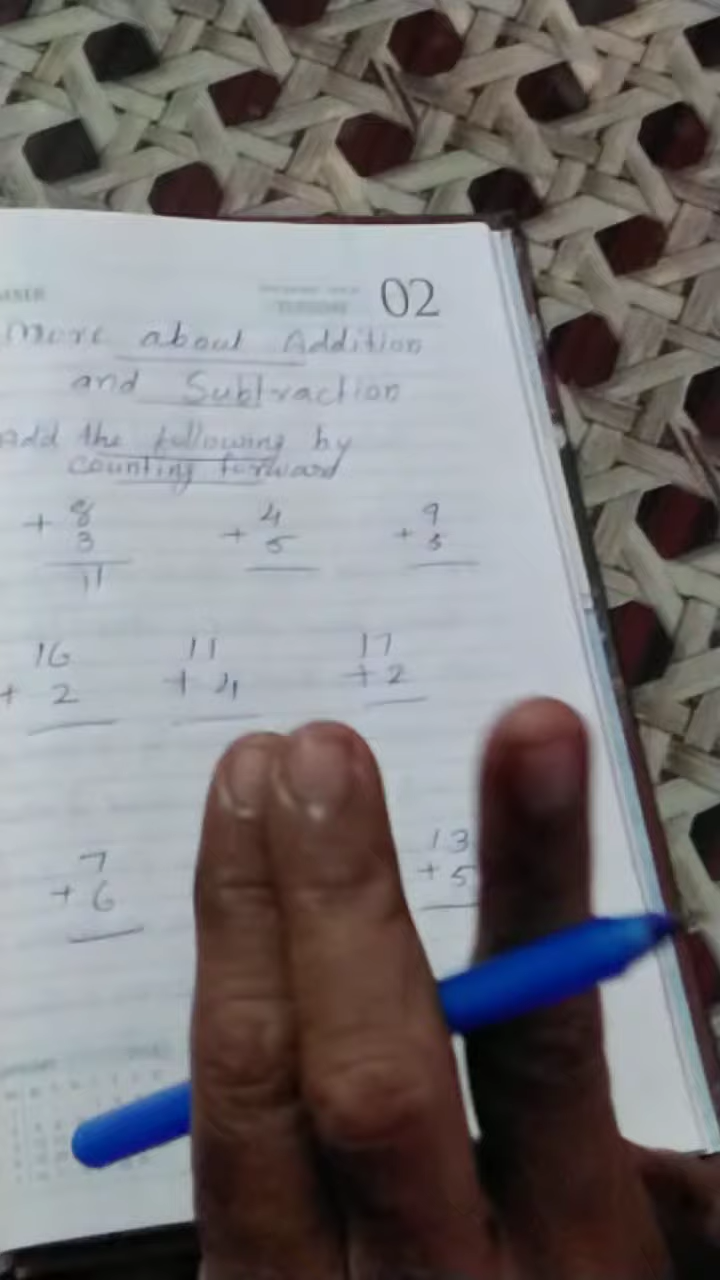 02
More about Addition
and Subtraction
Add the following by
counting forward
+ 8 + 4 + 9
3 5 5
11
16 11 17
+ 2 + 4 + 2
7 13
+ 6 + 5